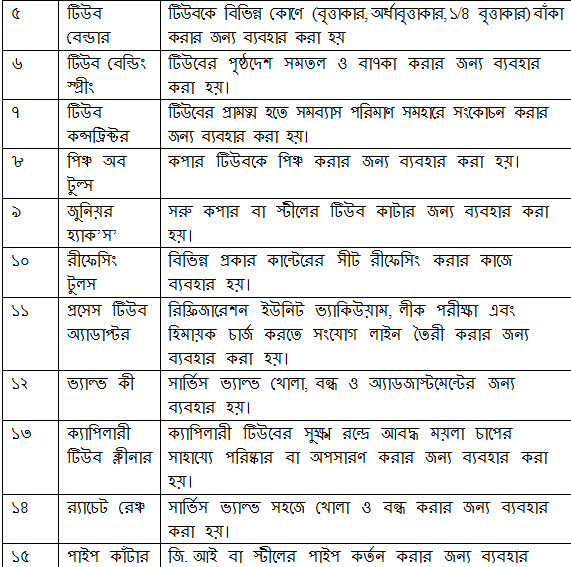 ৫ টিউব বেন্ডার টিউবকে বিভিন্ন কোণে (বৃত্তাকার, অর্ধাবৃত্তাকার, ১/৪ বৃত্তাকার) বাঁকা
করার জন্য ব্যবহার করা হয়
৬ টিউব বেন্ডিং স্প্রীং টিউবের পৃষ্ঠদেশ সমতল ও বা৭কা করার জন্য ব্যবহার
করা হয়।
৭ টিউব কন্সট্রিক্টর টিউবের প্রামত্ম হতে সমব্যাস পরিমাণ সমহারে সংকোচন করার
জন্য ব্যবহার করা হয়।
৮ পিঞ্চ অব টুল্স কপার টিউবকে পিঞ্চ করার জন্য ব্যবহার করা হয়।
৯ জুনিয়র হ্যাক’স’ সরু কপার বা স্টীলের টিউব কাটার জন্য ব্যবহার করা
হয়।
১০ রীফেসিং টুলস বিভিন্ন প্রকার কান্টেরের সীট রীফেসিং করার কাজে
ব্যবহার হয়।
১১ প্রসেস টিউব অ্যাডাপ্টর রিফ্রিজারেশন ইউনিট ভ্যাকিউয়াম, লীক পরীক্ষা এবং
হিমায়ক চার্জ করতে সংযোগ লাইন তৈরী করার জন্য
ব্যবহার করা হয়।
১২ ভ্যাল্ভ কী সার্ভিস ভ্যাল্ভ খোলা, বন্ধ ও অ্যাডজাস্টমেন্টের জন্য
ব্যবহার হয়।
১৩ ক্যাপিলারী টিউব ক্লীনার ক্যাপিলারী টিউবের সুক্ষ্ম রন্দ্রে আবদ্ধ ময়লা চাপের
সাহায্যে পরিষ্কার বা অপসারণ করার জন্য ব্যবহার করা
হয়।
১৪ র‌্যাচেট রেঞ্চ সার্ভিস ভ্যাল্ভ সহজে খোলা ও বন্ধ করার জন্য ব্যবহার
করা হয়।
১৫ পাইপ কাঁটার জি. আই বা স্টীলের পাইপ কর্তন করার জন্য ব্যবহার